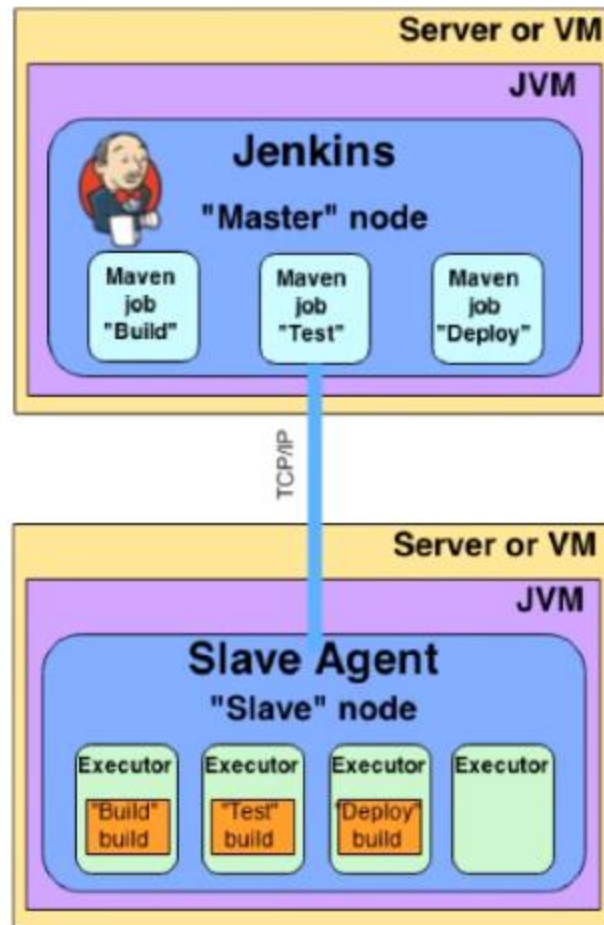 Server or VM
JVM
Jenkins
"Master" node
Maven
job
"Build"
Maven
job
"Test"
Maven
job
"Deploy"
TCP/IP
Server or VM
JVM
Slave Agent
"Slave" node
Executor
"Build"
build
Executor
"Test"
build
Executor
"Deploy"
build
Executor